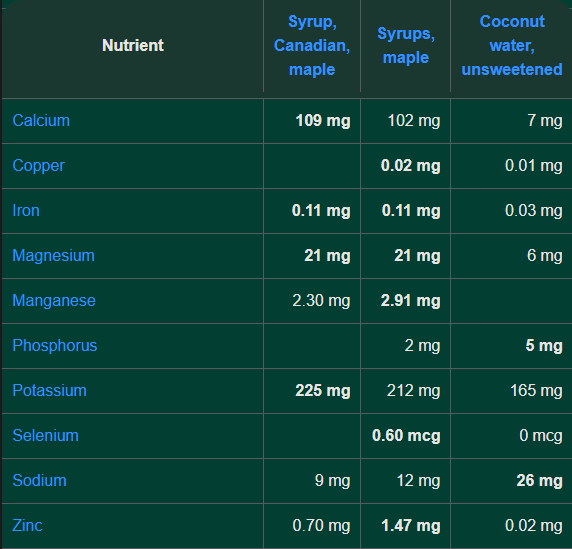 Nutrient Syrup, Canadian, maple Syrups, maple Coconut water, unsweetened
Calcium 109 mg 102 mg 7 mg
Copper 0.02 mg 0.01 mg
Iron 0.11 mg 0.11 mg 0.03 mg
Magnesium 21 mg 21 mg 6 mg
Manganese 2.30 mg 2.91 mg
Phosphorus 2 mg 5 mg
Potassium 225 mg 212 mg 165 mg
Selenium 0.60 mcg 0 mcg
Sodium 9 mg 12 mg 26 mg
Zinc 0.70 mg 1.47 mg 0.02 mg